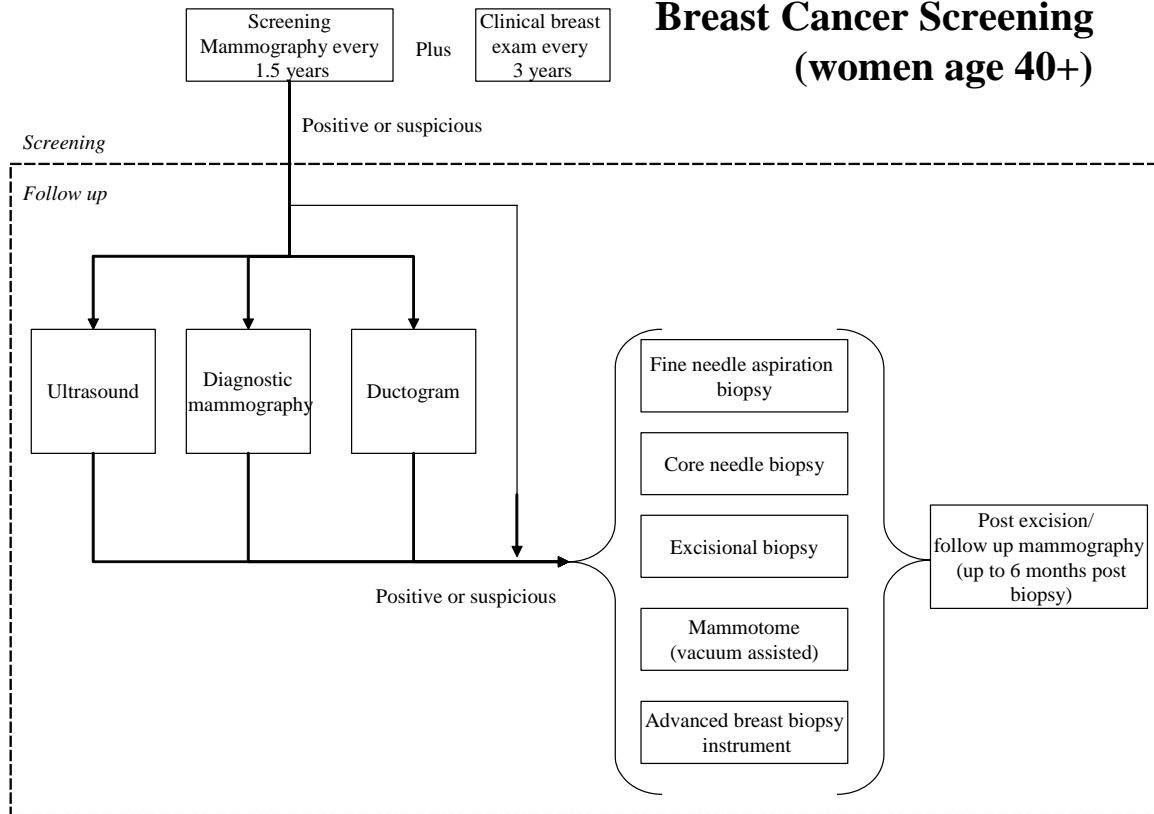 Breast Cancer Screening
(women age 40+)
Screening
Mammography every
1.5 years
Plus
Clinical breast
exam every
3 years
Positive or suspicious
Screening
Follow up
Ultrasound
Diagnostic
mammography
Ductogram
Positive or suspicious
Fine needle aspiration
biopsy
Core needle biopsy
Excisional biopsy
Mammotome
(vacuum assisted)
Advanced breast biopsy
instrument
Post excision/
follow up mammography
(up to 6 months post
biopsy)